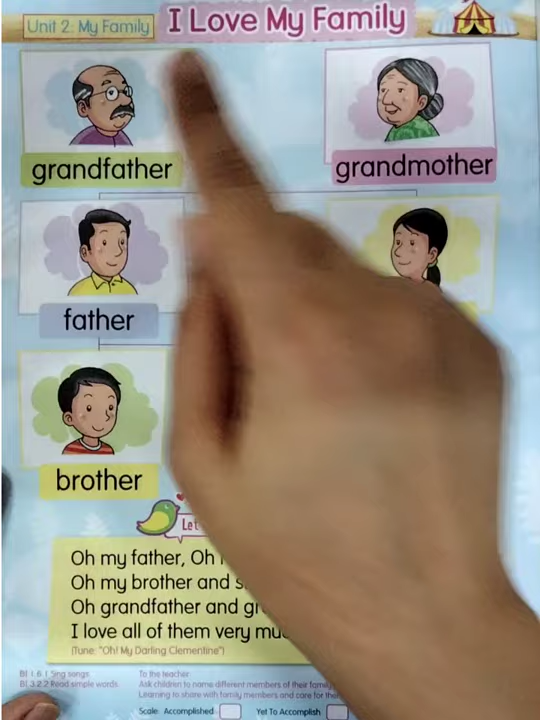 Unit 2: My Family
I Love My Family
grandfather
grandmother
father
brother
Let
Oh my father, Oh
Oh my brother and
Oh grandfather and
I love all of them very
(Tune: "Oh! My Darling Clementine")
BI 1.6.1 Sing songs.
BI 3.2.2 Read simple words.
To the teacher:
Ask children to name different members of their family
Learning to share with family members and care for
Scale: Accomplished
Yet To Accomplish